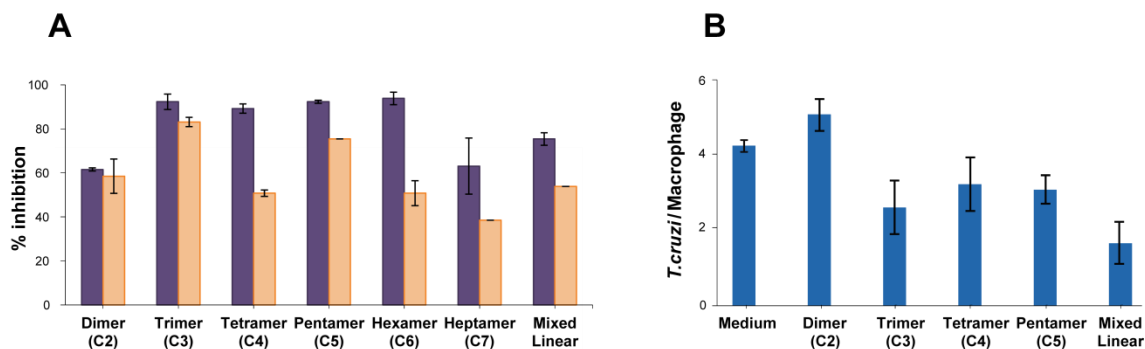 A
% inhibition
100
80
60
40
20
0
Dimer Trimer Tetramer Pentamer Hexamer Heptamer Mixed
(C2) (C3) (C4) (C5) (C6) (C7) Linear
B
T.cruzi/Macrophage
6
4
2
0
Medium Dimer Trimer Tetramer Pentamer Mixed
(C2) (C3) (C4) (C5) Linear